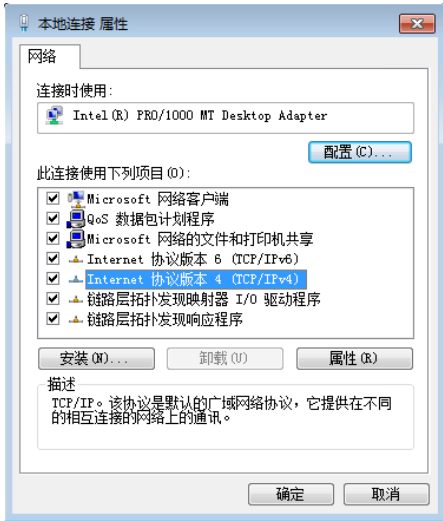 本地连接 属性
网络
连接时使用:
Intel(R) PRO/1000 MT Desktop Adapter
配置(C)...
此连接使用下列项目(O):
Microsoft 网络客户端
QoS 数据包计划程序
Microsoft 网络的文件和打印机共享
Internet 协议版本 6 (TCP/IPv6)
Internet 协议版本 4 (TCP/IPv4)
链路层拓扑发现映射器 I/O 驱动程序
链路层拓扑发现响应程序
安装(N)... 卸载(U) 属性(R)
描述
TCP/IP。该协议是默认的广域网络协议，它提供在不同
的相互连接的网络上的通讯。
确定 取消